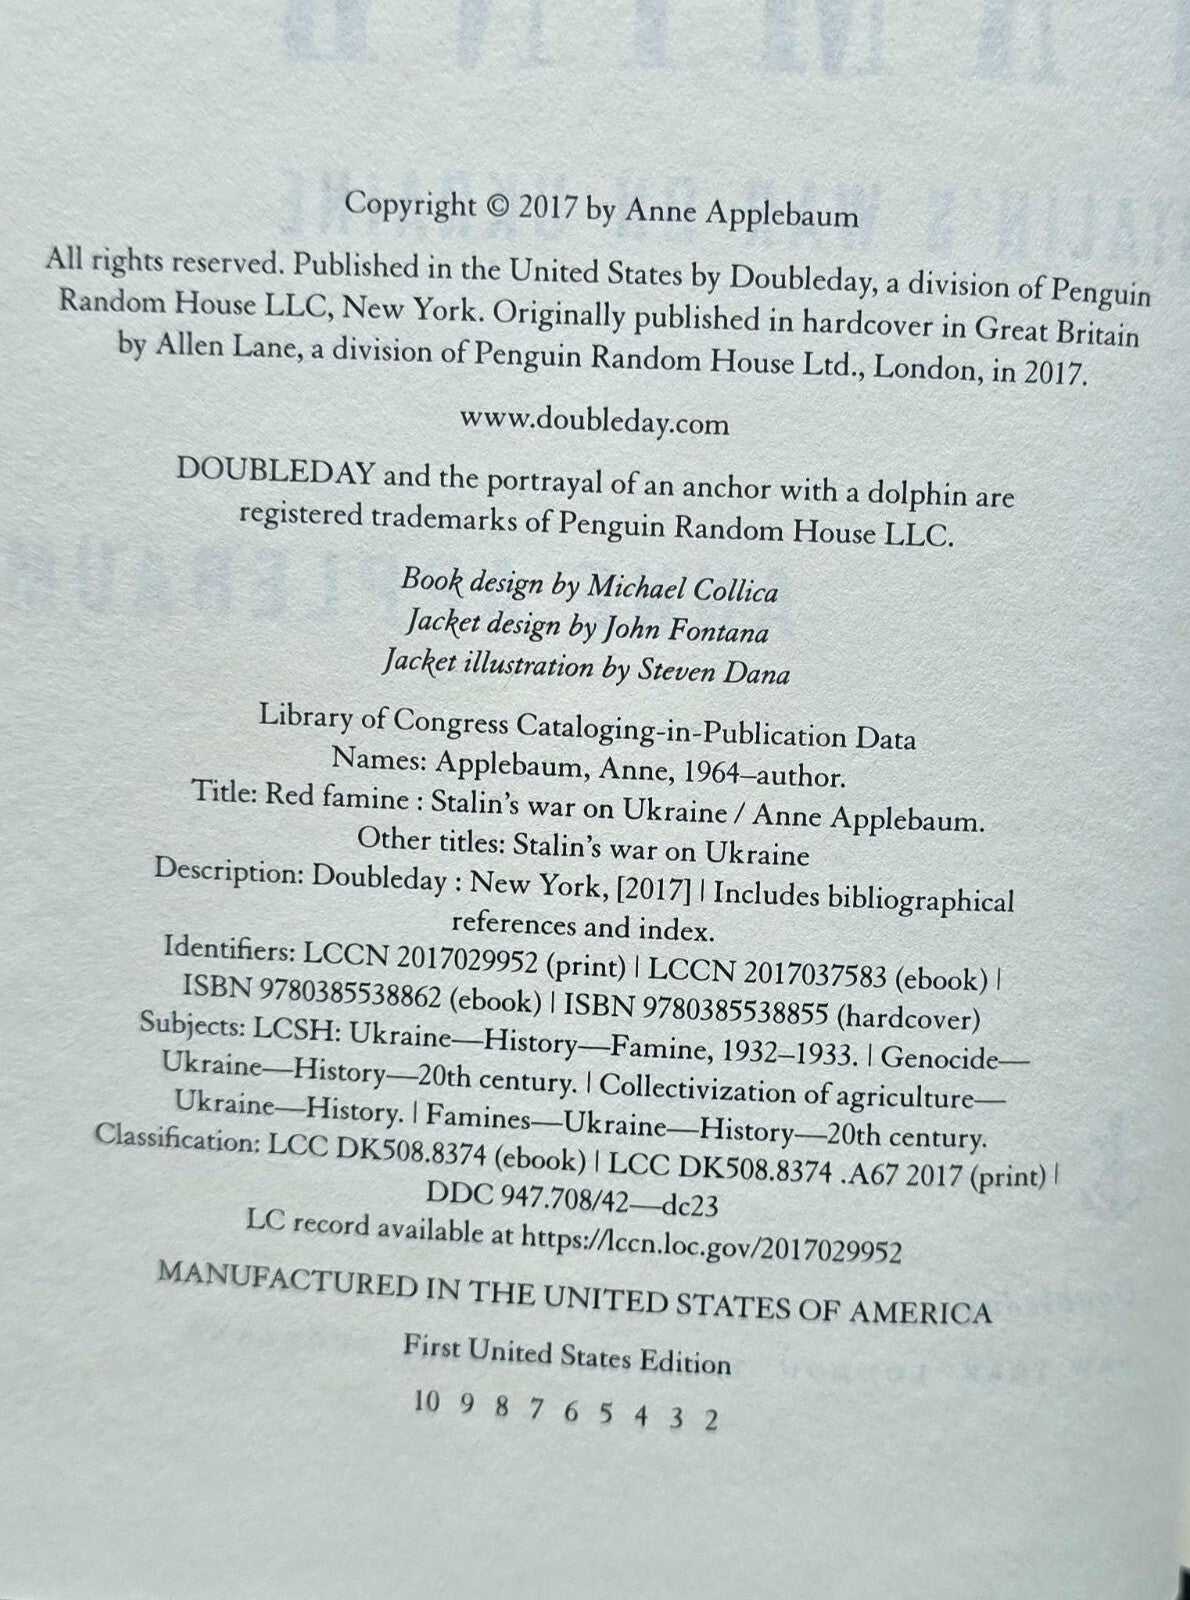 Copyright © 2017 by Anne Applebaum
All rights reserved. Published in the United States by Doubleday, a division of Penguin
Random House LLC, New York. Originally published in hardcover in Great Britain
by Allen Lane, a division of Penguin Random House Ltd., London, in 2017.
www.doubleday.com
DOUBLEDAY and the portrayal of an anchor with a dolphin are
registered trademarks of Penguin Random House LLC.
Book design by Michael Collica
Jacket design by John Fontana
Jacket illustration by Steven Dana
Library of Congress Cataloging-in-Publication Data
Names: Applebaum, Anne, 1964–author.
Title: Red famine : Stalin's war on Ukraine / Anne Applebaum.
Other titles: Stalin's war on Ukraine
Description: Doubleday : New York, [2017] | Includes bibliographical
references and index.
Identifiers: LCCN 2017029952 (print) | LCCN 2017037583 (ebook) |
ISBN 9780385538862 (ebook) | ISBN 9780385538855 (hardcover)
Subjects: LCSH: Ukraine—History—Famine, 1932–1933. | Genocide—
Ukraine—History—20th century. | Collectivization of agriculture—
Ukraine—History. | Famines—Ukraine—History—20th century.
Classification: LCC DK508.8374 (ebook) | LCC DK508.8374 .A67 2017 (print) |
DDC 947.708/42—dc23
LC record available at https://lccn.loc.gov/2017029952
MANUFACTURED IN THE UNITED STATES OF AMERICA
First United States Edition
10 9 8 7 6 5 4 3 2